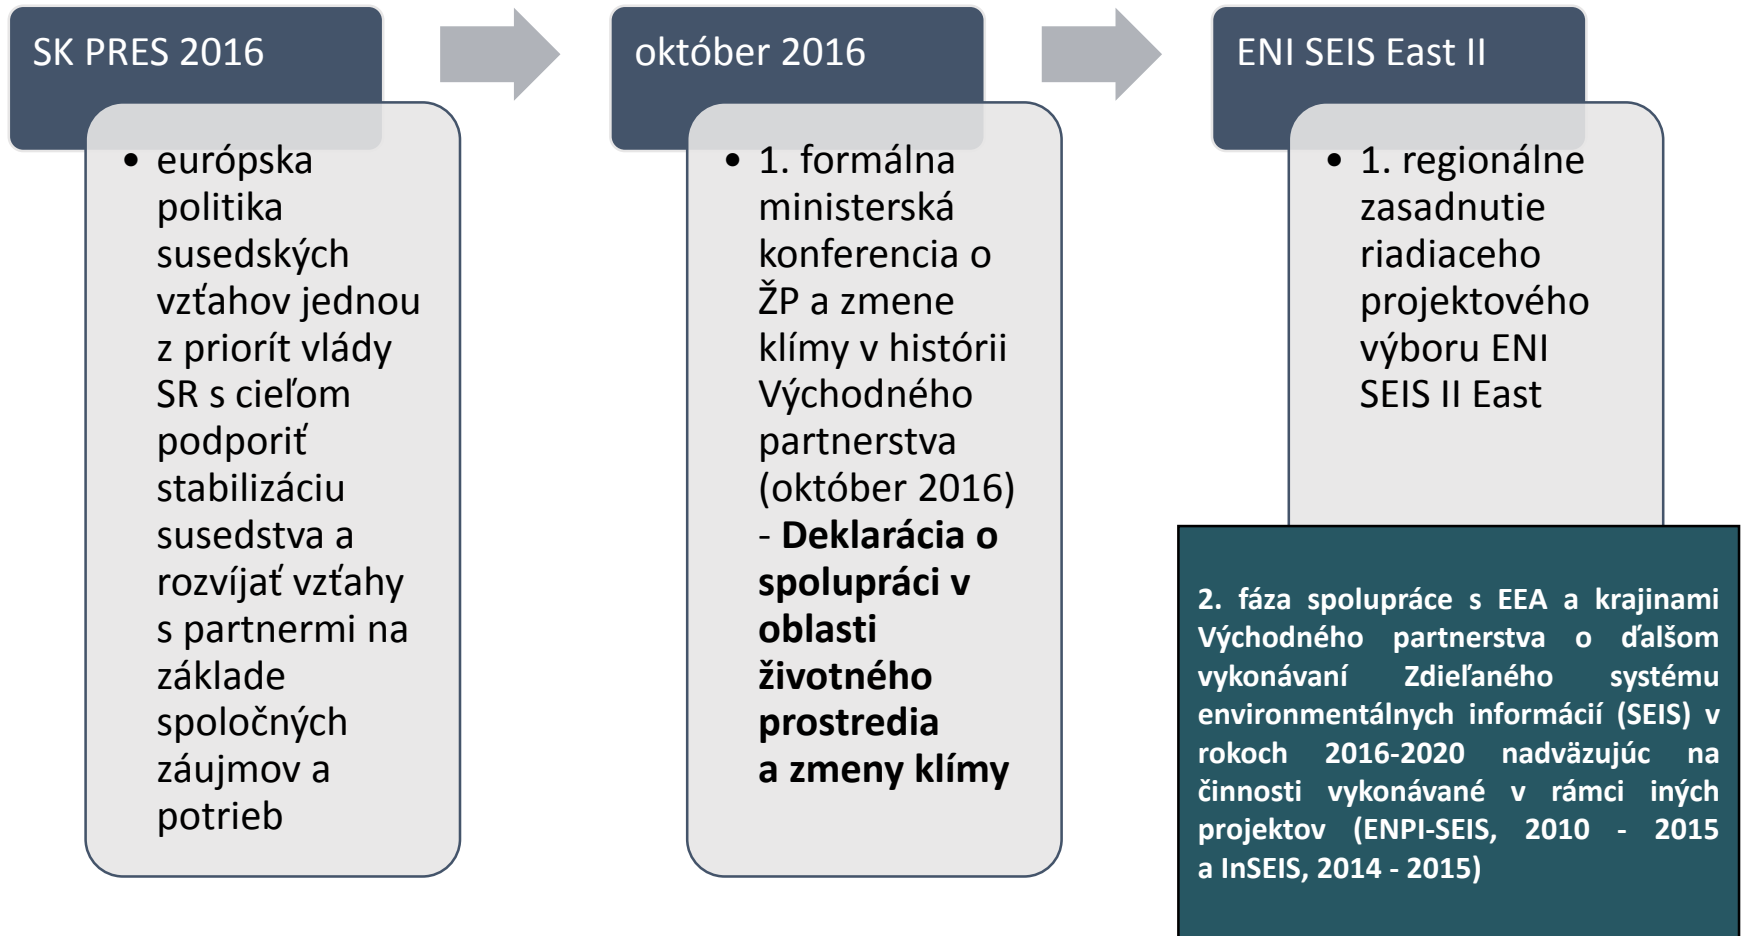 SK PRES 2016
• európska
politika
susedských
vzťahov jednou
z priorít vlády
SR s cieľom
podporiť
stabilizáciu
susedstva a
rozvíjať vzťahy
s partnermi na
základe
spoločných
záujmov a
potrieb
október 2016
• 1. formálna
ministerská
konferencia o
ŽP a zmene
klímy v histórii
Východného
partnerstva
(október 2016)
- Deklarácia o
spolupráci v
oblasti
životného
prostredia
a zmeny klímy
ENI SEIS East II
• 1. regionálne
zasadnutie
riadiaceho
projektového
výboru ENI
SEIS II East
2. fáza spolupráce s EEA a krajinami
Východného partnerstva o ďalšom
vykonávaní Zdieľaného systému
environmentálnych informácií (SEIS) v
rokoch 2016-2020 nadväzujúc na
činnosti vykonávané v rámci iných
projektov (ENPI-SEIS, 2010 - 2015
a InSEIS, 2014 - 2015)